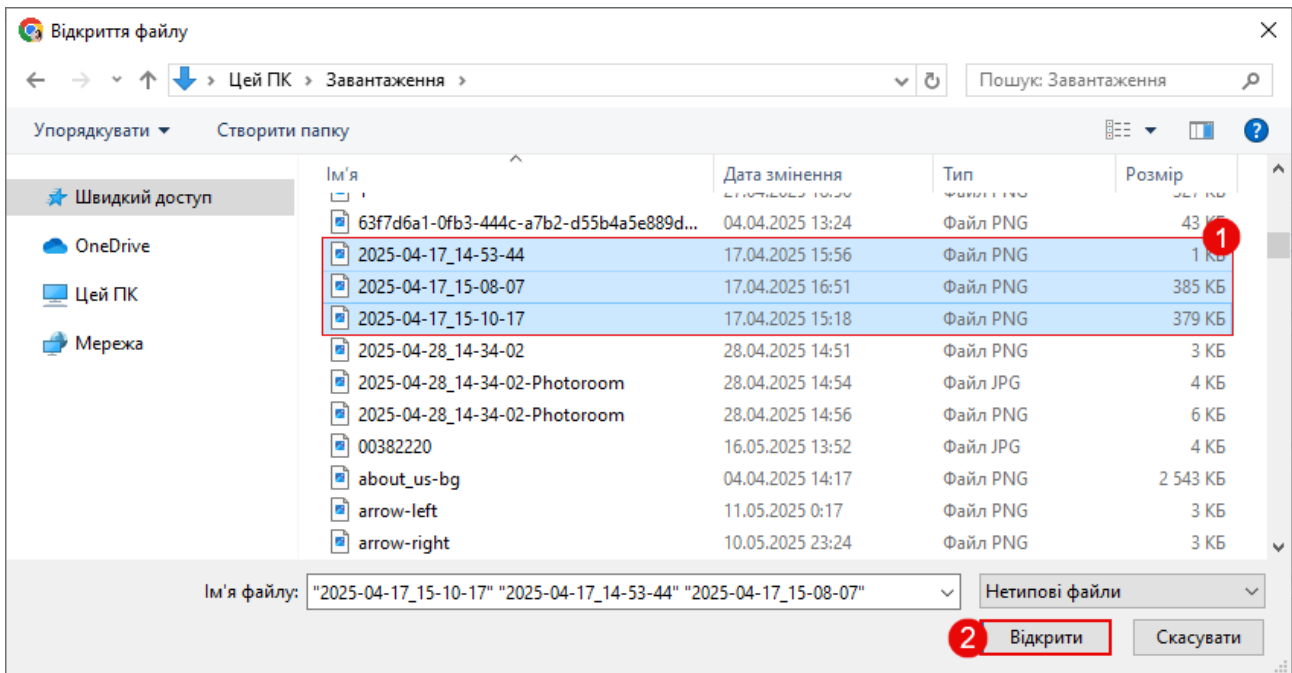 Відкриття файлу
Цей ПК > Завантаження >
Пошук: Завантаження
Упорядкувати
Створити папку
Ім'я
Дата змінення
Тип
Розмір
63f7d6a1-0fb3-444c-a7b2-d55b4a5e889d... 04.04.2025 13:24 Файл PNG 43
1
2025-04-17_14-53-44 17.04.2025 15:56 Файл PNG 1 КБ
2025-04-17_15-08-07 17.04.2025 16:51 Файл PNG 385 КБ
2025-04-17_15-10-17 17.04.2025 15:18 Файл PNG 379 КБ
2025-04-28_14-34-02 28.04.2025 14:51 Файл PNG 3 КБ
2025-04-28_14-34-02-Photoroom 28.04.2025 14:54 Файл JPG 4 КБ
2025-04-28_14-34-02-Photoroom 28.04.2025 14:56 Файл PNG 6 КБ
00382220 16.05.2025 13:52 Файл JPG 4 КБ
about_us-bg 04.04.2025 14:17 Файл PNG 2 543 КБ
arrow-left 11.05.2025 0:17 Файл PNG 3 КБ
arrow-right 10.05.2025 23:24 Файл PNG 3 КБ
Швидкий доступ
OneDrive
Цей ПК
Мережа
Ім'я файлу: "2025-04-17_15-10-17" "2025-04-17_14-53-44" "2025-04-17_15-08-07"
Нетипові файли
2
Відкрити
Скасувати